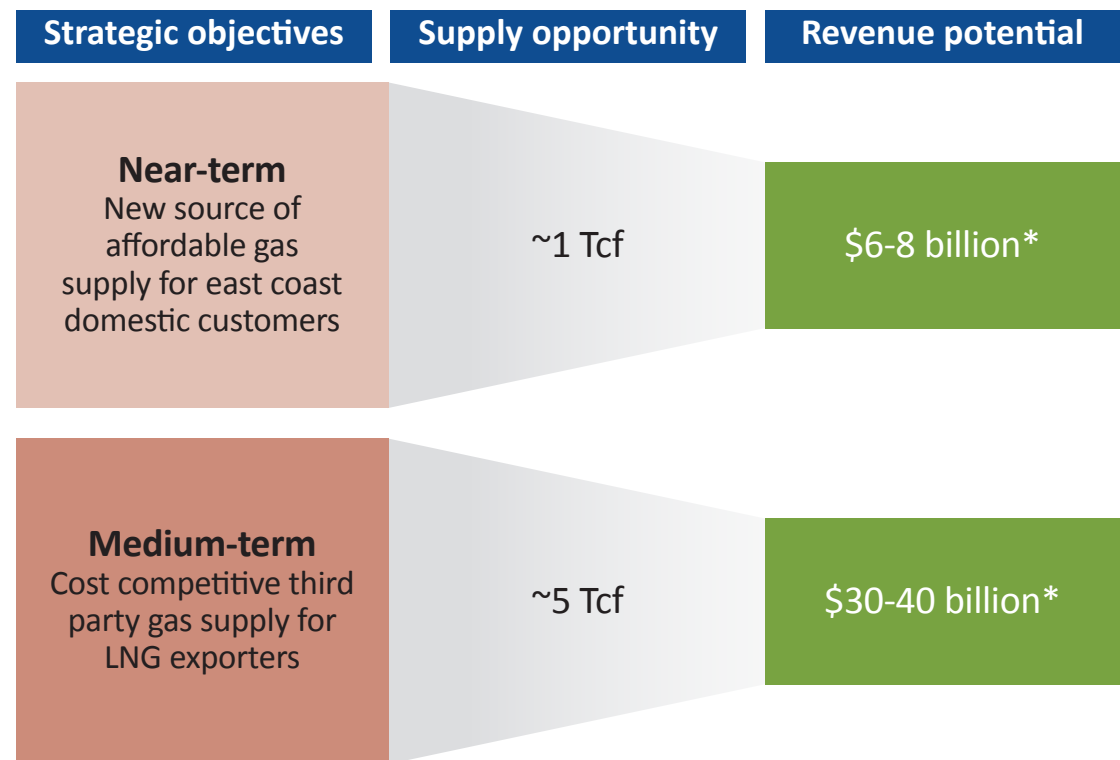 Strategic objectives
Supply opportunity
Revenue potential
Near-term
New source of
affordable gas
supply for east coast
domestic customers
~1 Tcf
$6-8 billion*
Medium-term
Cost competitive third
party gas supply for
LNG exporters
~5 Tcf
$30-40 billion*